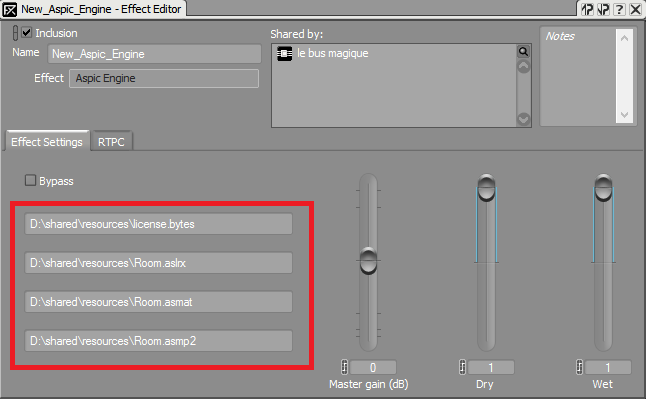 New_Aspic_Engine - Effect Editor
Inclusion
Name New_Aspic_Engine
Effect Aspic Engine
Shared by:
le bus magique
Notes
Effect Settings RTPC
Bypass
D:\shared\resources\license.bytes
D:\shared\resources\Room.aslrx
D:\shared\resources\Room.asmat
D:\shared\resources\Room.asmp2
0 1 1
Master gain (dB) Dry Wet